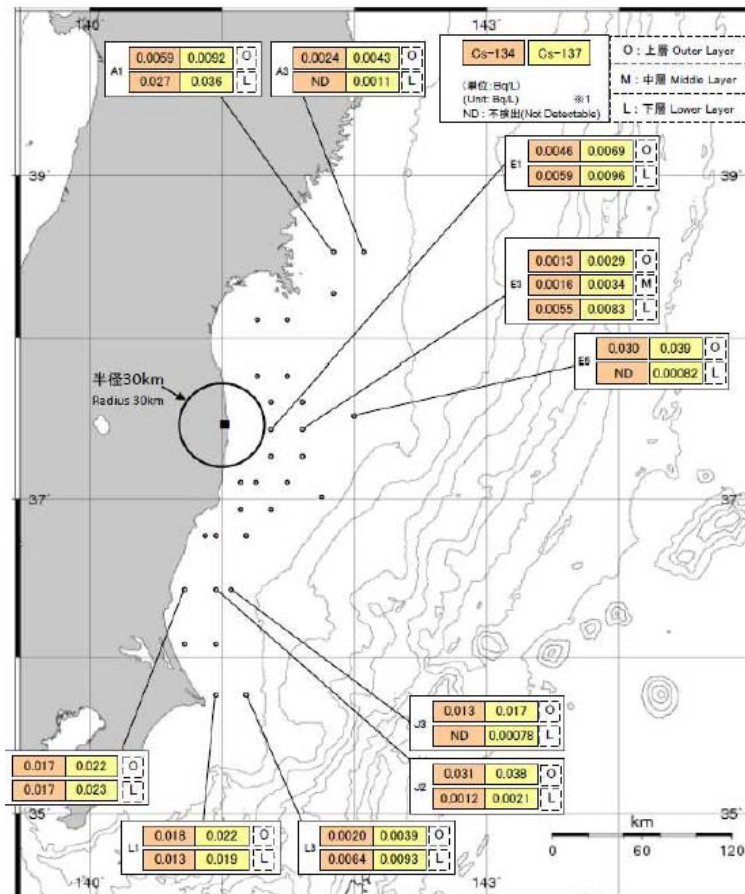 140°
143°
A1
0.0059 0.0092 O
0.027 0.036 L
A3
0.0024 0.0043 O
ND 0.0011 L
Cs-134 Cs-137
(単位: Bq/L)
(Unit: Bq/L) ※1
ND : 不検出(Not Detectable)
O : 上層 Outer Layer
M : 中層 Middle Layer
L : 下層 Lower Layer
E1
0.0046 0.0069 O
0.0059 0.0096 L
39°
39°
E3
0.0013 0.0029 O
0.0016 0.0034 M
0.0055 0.0083 L
E5
0.030 0.039 O
ND 0.00082 L
半径30km
Radius 30km
37°
37°
J3
0.013 0.017 O
ND 0.00078 L
0.017 0.022 O
0.017 0.023 L
J2
0.031 0.038 O
0.0012 0.0021 L
35°
35°
L1
0.018 0.022 O
0.013 0.019 L
L3
0.0020 0.0039 O
0.0064 0.0093 L
km
0 60 120
140°
143°